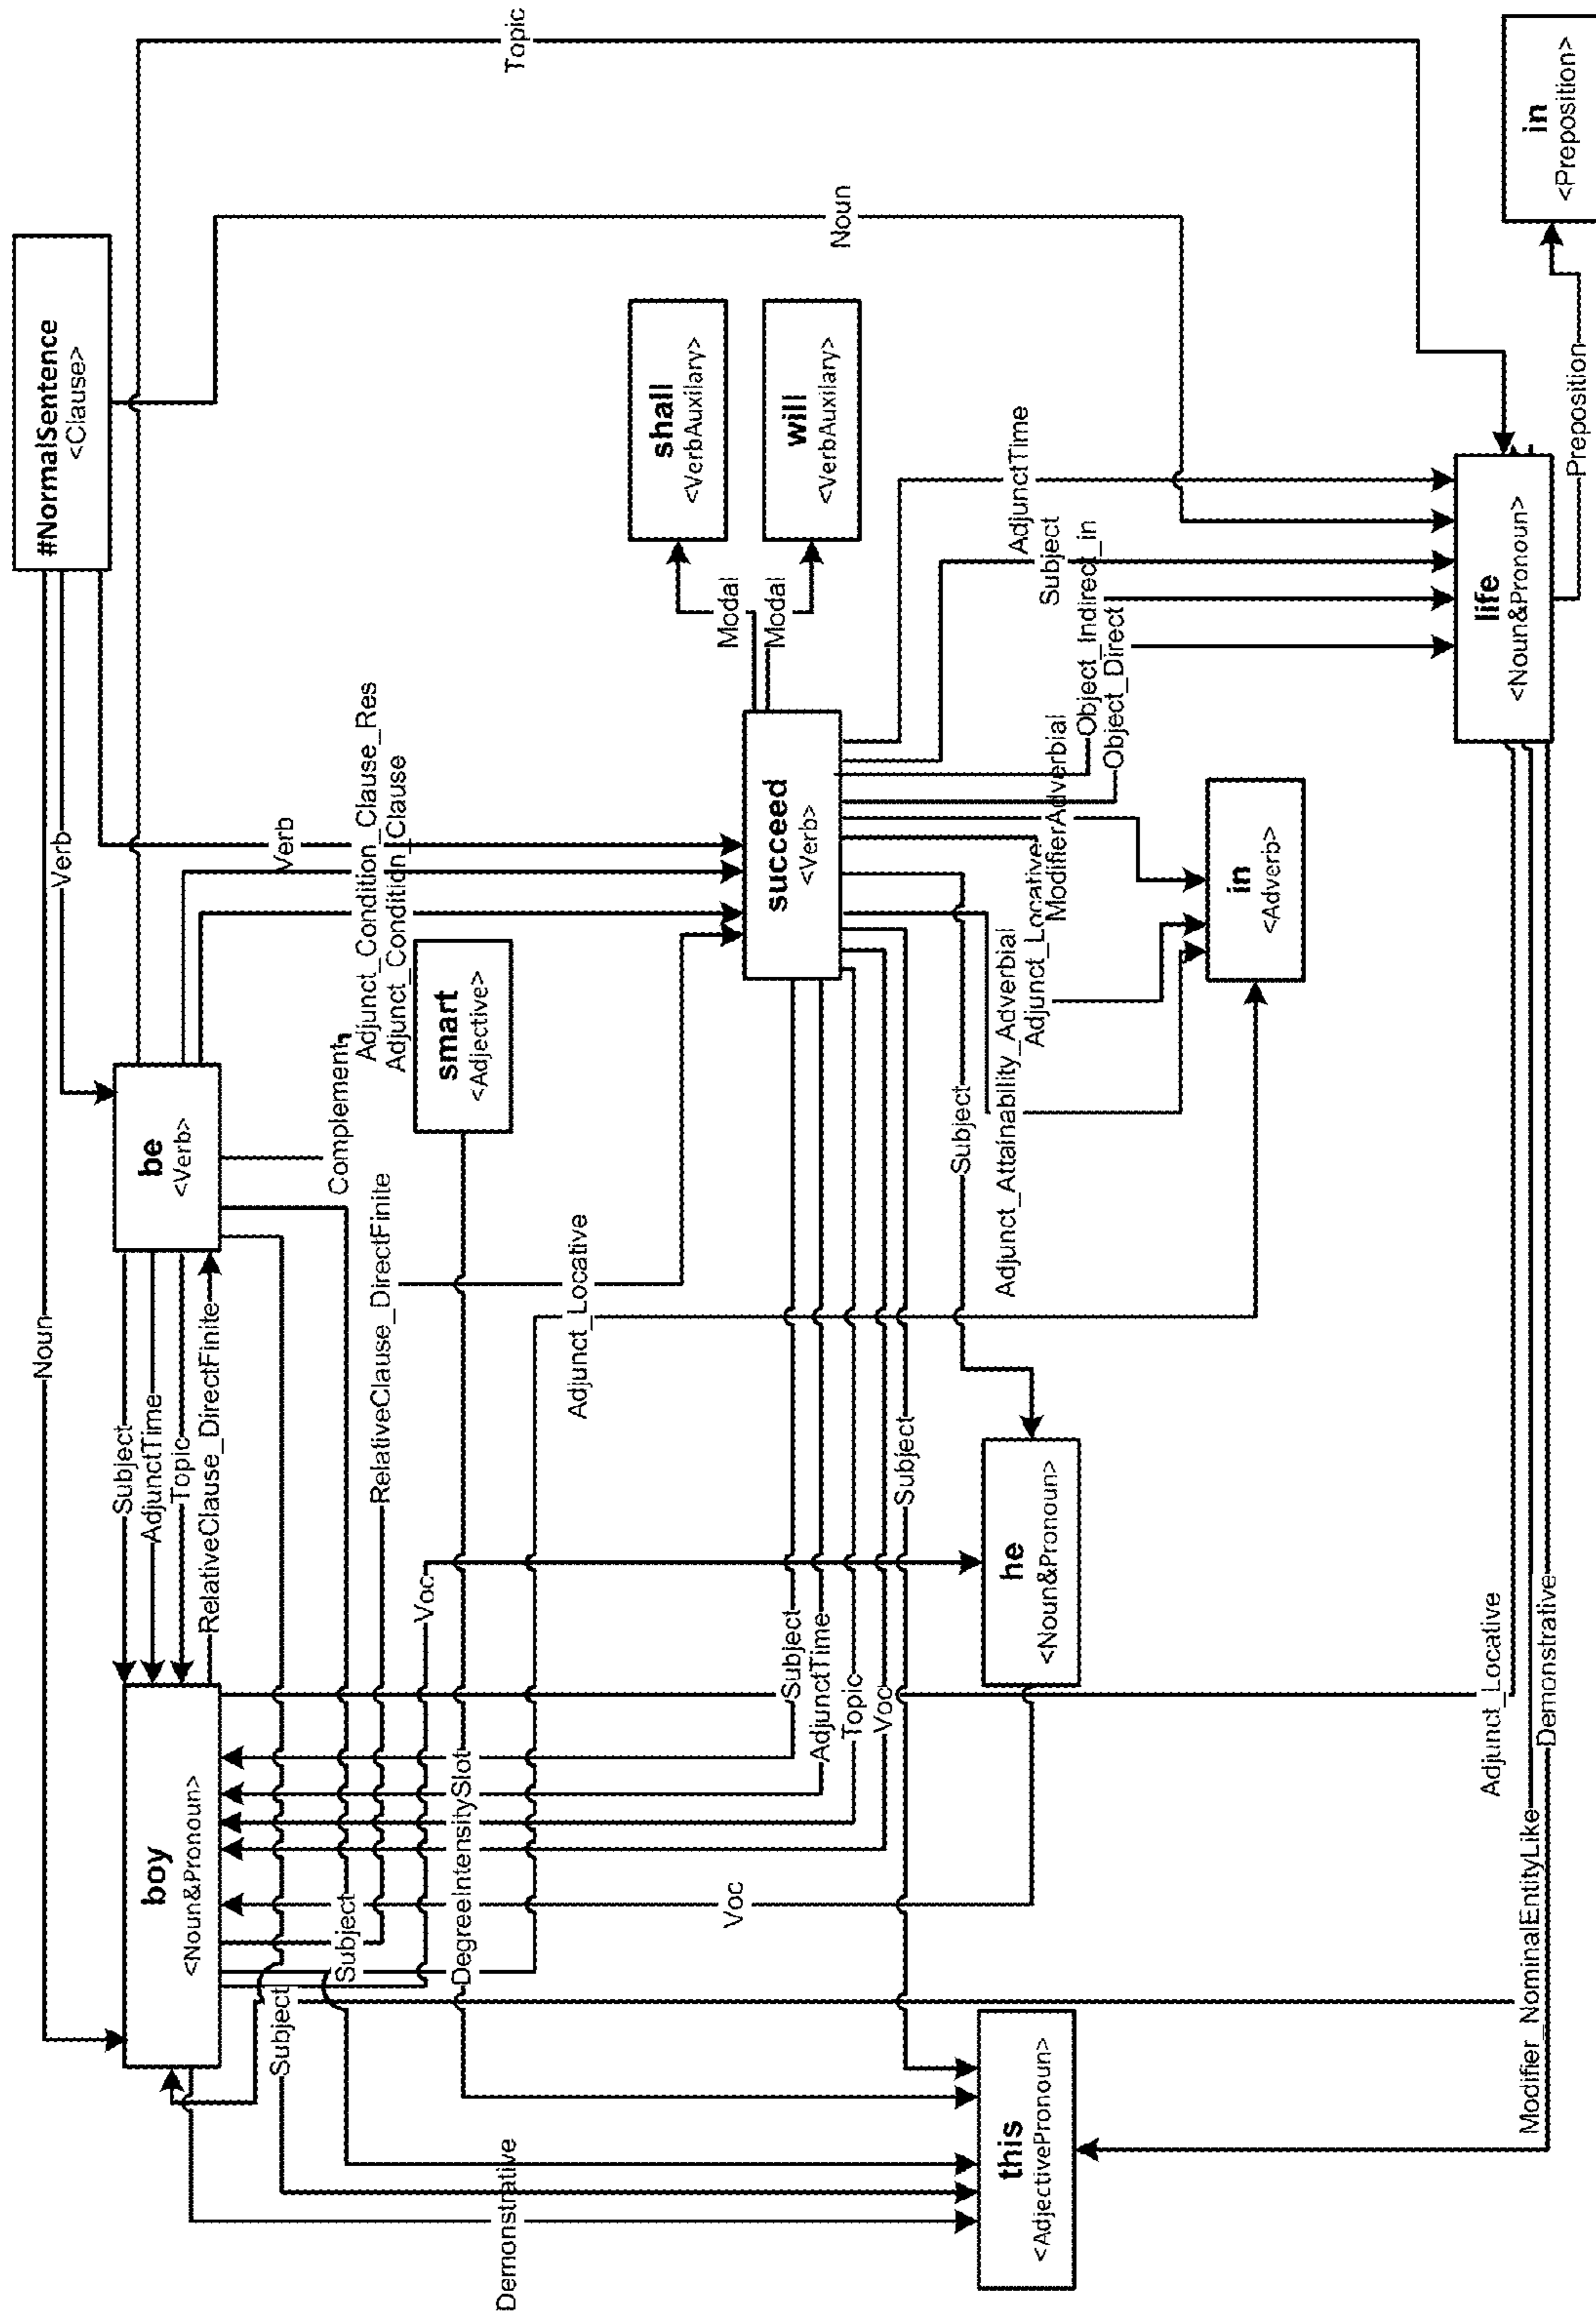 Noun
#NormalSentence
<Clause>
Verb
boy
<Noun&Pronoun>
Subject
AdjunctTime
Topic
RelativeClause_DirectFinite
be
<Verb>
Subject
Subject
Verb
Complement
Adjunct_Condition_Clause_Res
Adjunct_Condition_Clause
RelativeClause_DirectFinite
Voc
smart
<Adjective>
DegreeIntensitySlot
Demonstrative
Topic
Adjunct_Locative
shall
<VerbAuxilary>
Modal
Modal
will
<VerbAuxilary>
Voc
succeed
<Verb>
Subject
AdjunctTime
Topic
Voc
Subject
Noun
Subject
this
<AdjectivePronoun>
he
<Noun&Pronoun>
Adjunct_Attainability_Adverbial
Adjunct_Locative
ModifierAdverbial
AdjunctTime
Subject
Object_Indirect_in
Object_Direct
in
<Adverb>
Adjunct_Locative
life
<Noun&Pronoun>
Modifier_NominalEntityLike
Demonstrative
in
<Preposition>
Preposition